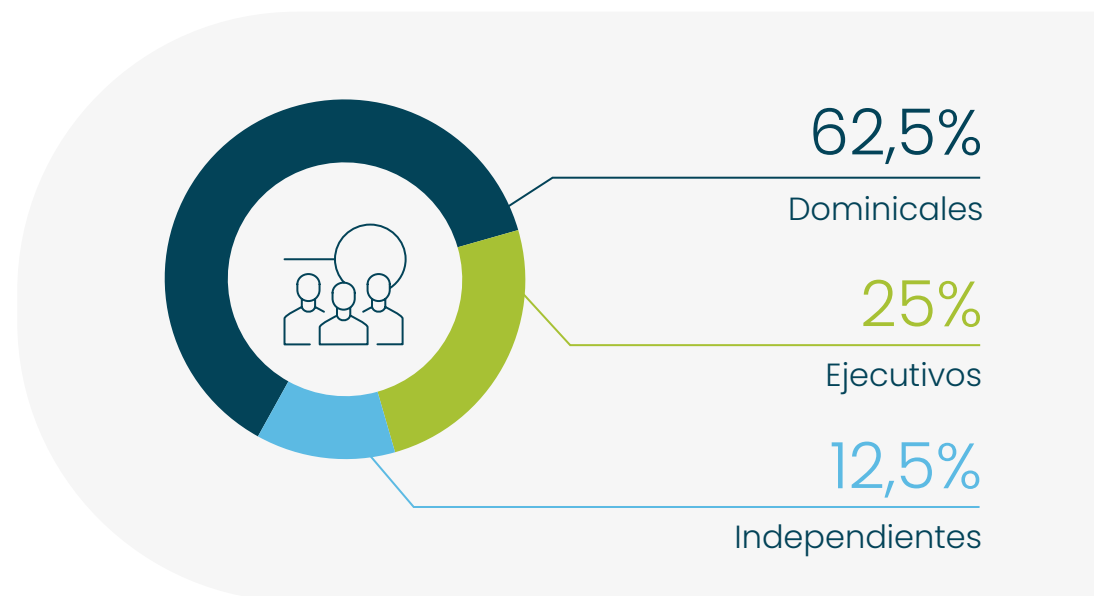 62,5%
Dominicales
25%
Ejecutivos
12,5%
Independientes